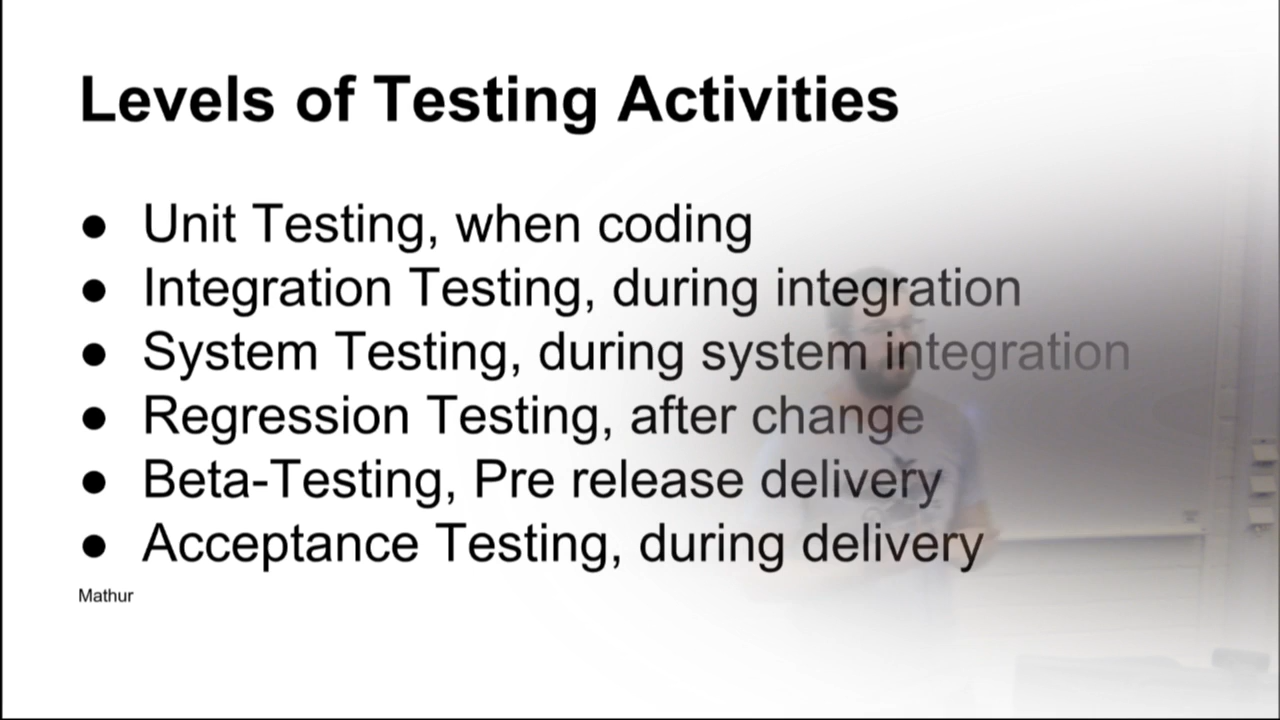 Levels of Testing Activities
● Unit Testing, when coding
● Integration Testing, during integration
● System Testing, during system integration
● Regression Testing, after change
● Beta-Testing, Pre release delivery
● Acceptance Testing, during delivery
Mathur